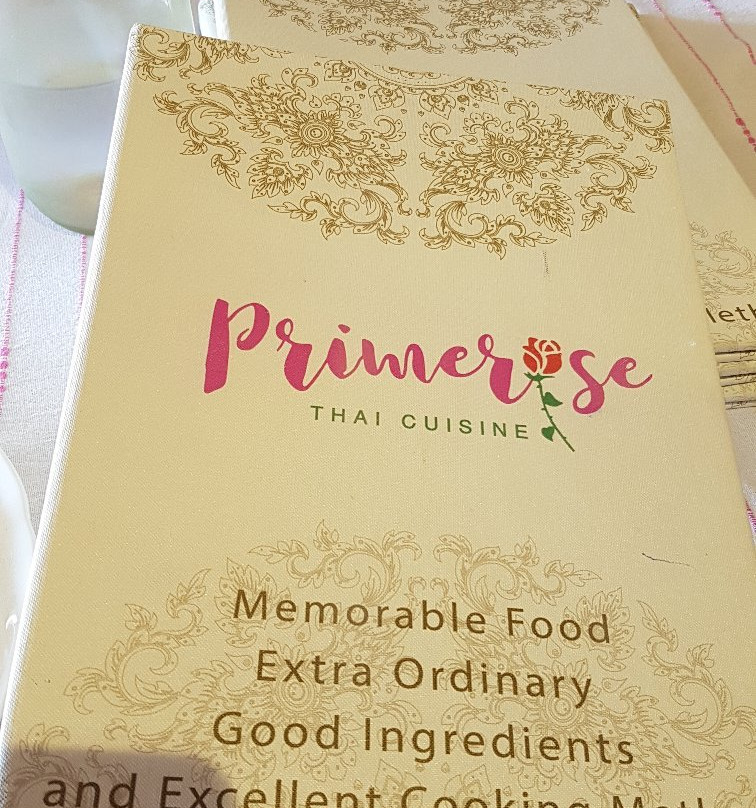 Primerose
THAI CUISINE
Memorable Food
Extra Ordinary
Good Ingredients
and Excellent Cooking